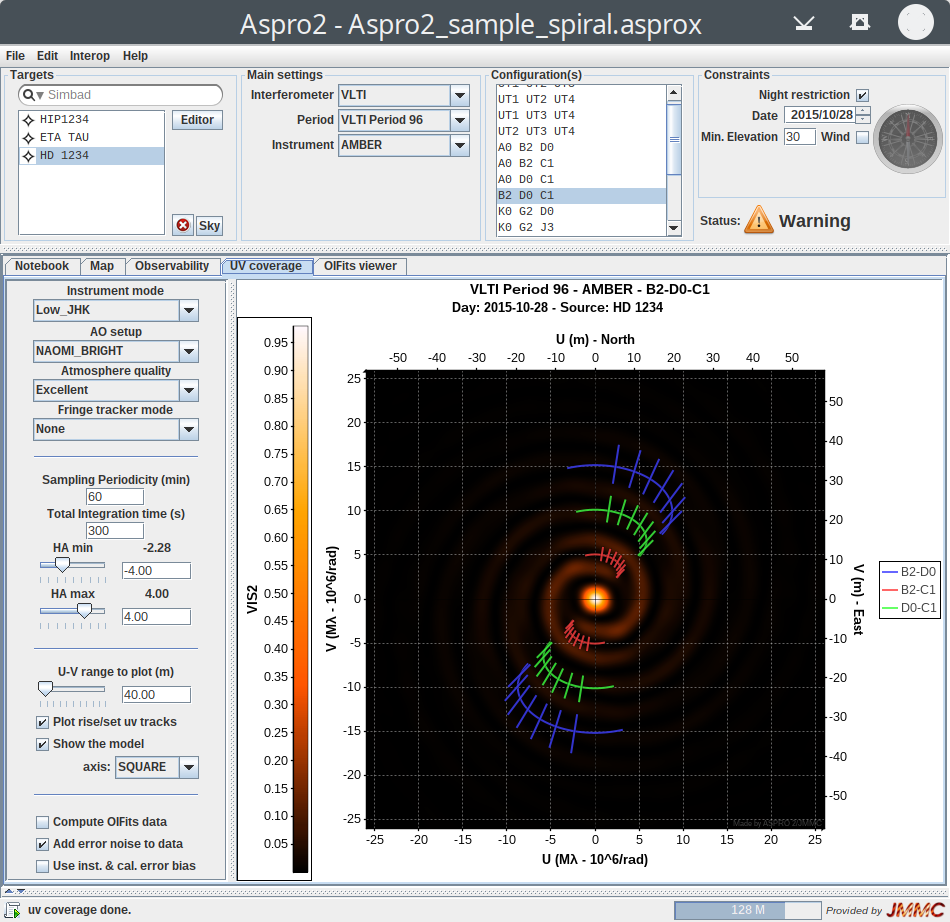 Aspro2 - Aspro2_sample_spiral.asprox
File Edit Interop Help
Targets
Simbad
HIP1234
ETA TAU
HD 1234
Editor
Sky
Main settings
Interferometer VLTI
Period VLTI Period 96
Instrument AMBER
Configuration(s)
UT1 UT2 UT3
UT1 UT2 UT4
UT1 UT3 UT4
UT2 UT3 UT4
A0 B2 D0
A0 B2 C1
A0 D0 C1
B2 D0 C1
K0 G2 D0
K0 G2 J3
Constraints
Night restriction
Date 2015/10/28
Min. Elevation 30 Wind
Status: Warning
Notebook Map Observability UV coverage OIFits viewer
Instrument mode
Low_JHK
AO setup
NAOMI_BRIGHT
Atmosphere quality
Excellent
Fringe tracker mode
None
Sampling Periodicity (min)
60
Total Integration time (s)
300
HA min -2.28
-4.00
HA max 4.00
4.00
U-V range to plot (m)
40.00
Plot rise/set uv tracks
Show the model
axis: SQUARE
Compute OIFits data
Add error noise to data
Use inst. & cal. error bias
VLTI Period 96 - AMBER - B2-D0-C1
Day: 2015-10-28 - Source: HD 1234
U (m) - North
-50 -40 -30 -20 -10 0 10 20 30 40 50
VIS2
0.95
0.90
0.85
0.80
0.75
0.70
0.65
0.60
0.55
0.50
0.45
0.40
0.35
0.30
0.25
0.20
0.15
0.10
0.05
V (Mλ - 10^6/rad)
25
20
15
10
5
0
-5
-10
-15
-20
-25
50
40
30
20
10
0
-10
-20
-30
-40
-50
V (m) - East
B2-D0
B2-C1
D0-C1
Made by ASPRO 2/JMMC
-25 -20 -15 -10 -5 0 5 10 15 20 25
U (Mλ - 10^6/rad)
uv coverage done.
128 M
Provided by JMMC